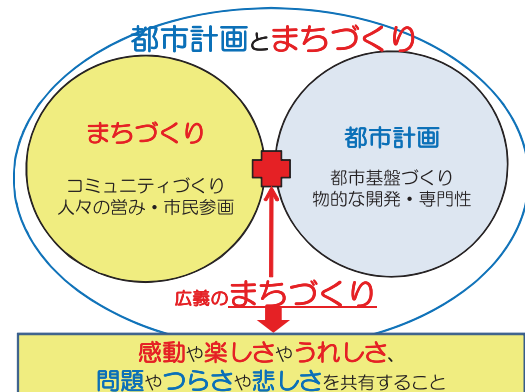 都市計画とまちづくり
まちづくり
コミュニティづくり
人々の営み・市民参画
都市計画
都市基盤づくり
物的な開発・専門性
広義のまちづくり
感動や楽しさやうれしさ、
問題やつらさや悲しさを共有すること